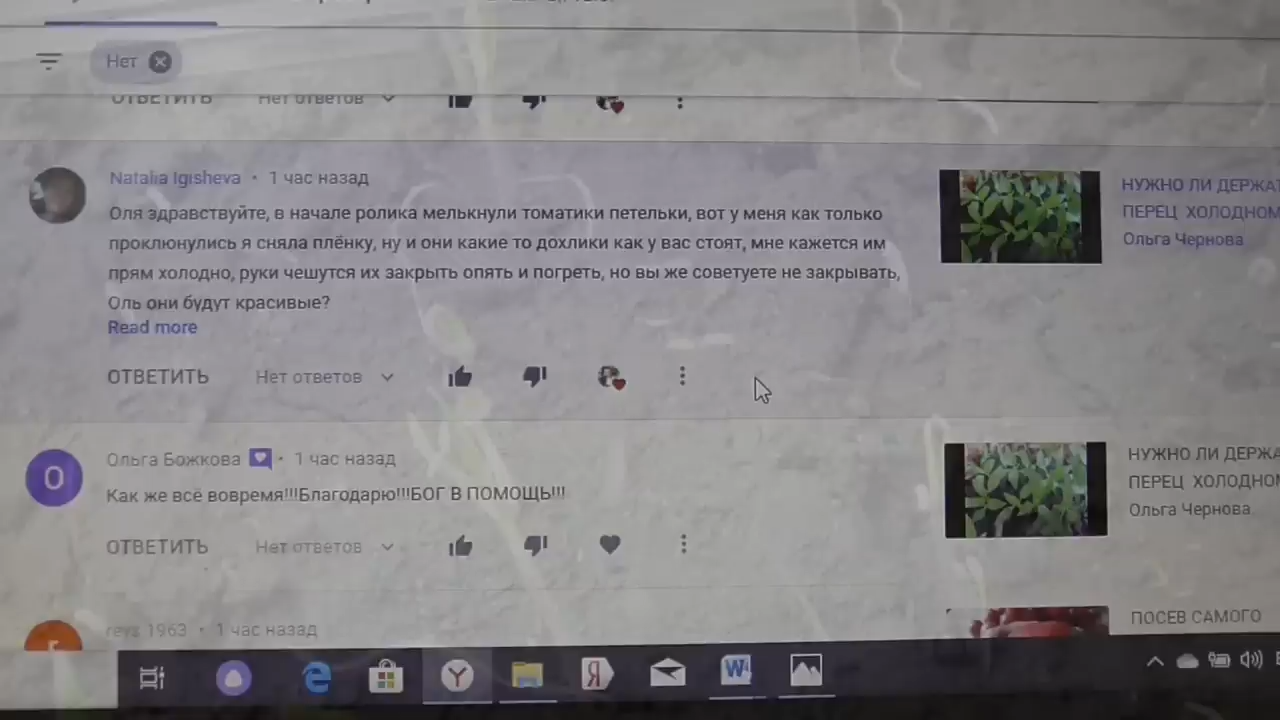 Нет
ОТВЕТИТЬ Нет ответов
Natalia Igisheva • 1 час назад
Оля здравствуйте, в начале ролика мелькнули томатики петельки, вот у меня как только
проклюнулись я сняла плёнку, ну и они какие то дохлики как у вас стоят, мне кажется им
прям холодно, руки чешутся их закрыть опять и погреть, но вы же советуете не закрывать,
Оль они будут красивые?
Read more
ОТВЕТИТЬ Нет ответов
НУЖНО ЛИ ДЕРЖАТ
ПЕРЕЦ ХОЛОДНОМ
Ольга Чернова
О
Ольга Божкова • 1 час назад
Как же всё вовремя!!!Благодарю!!!БОГ В ПОМОЩЬ!!!
ОТВЕТИТЬ Нет ответов
НУЖНО ЛИ ДЕРЖА
ПЕРЕЦ ХОЛОДНОМ
Ольга Чернова
1963 • 1 час назад
ПОСЕВ САМОГО